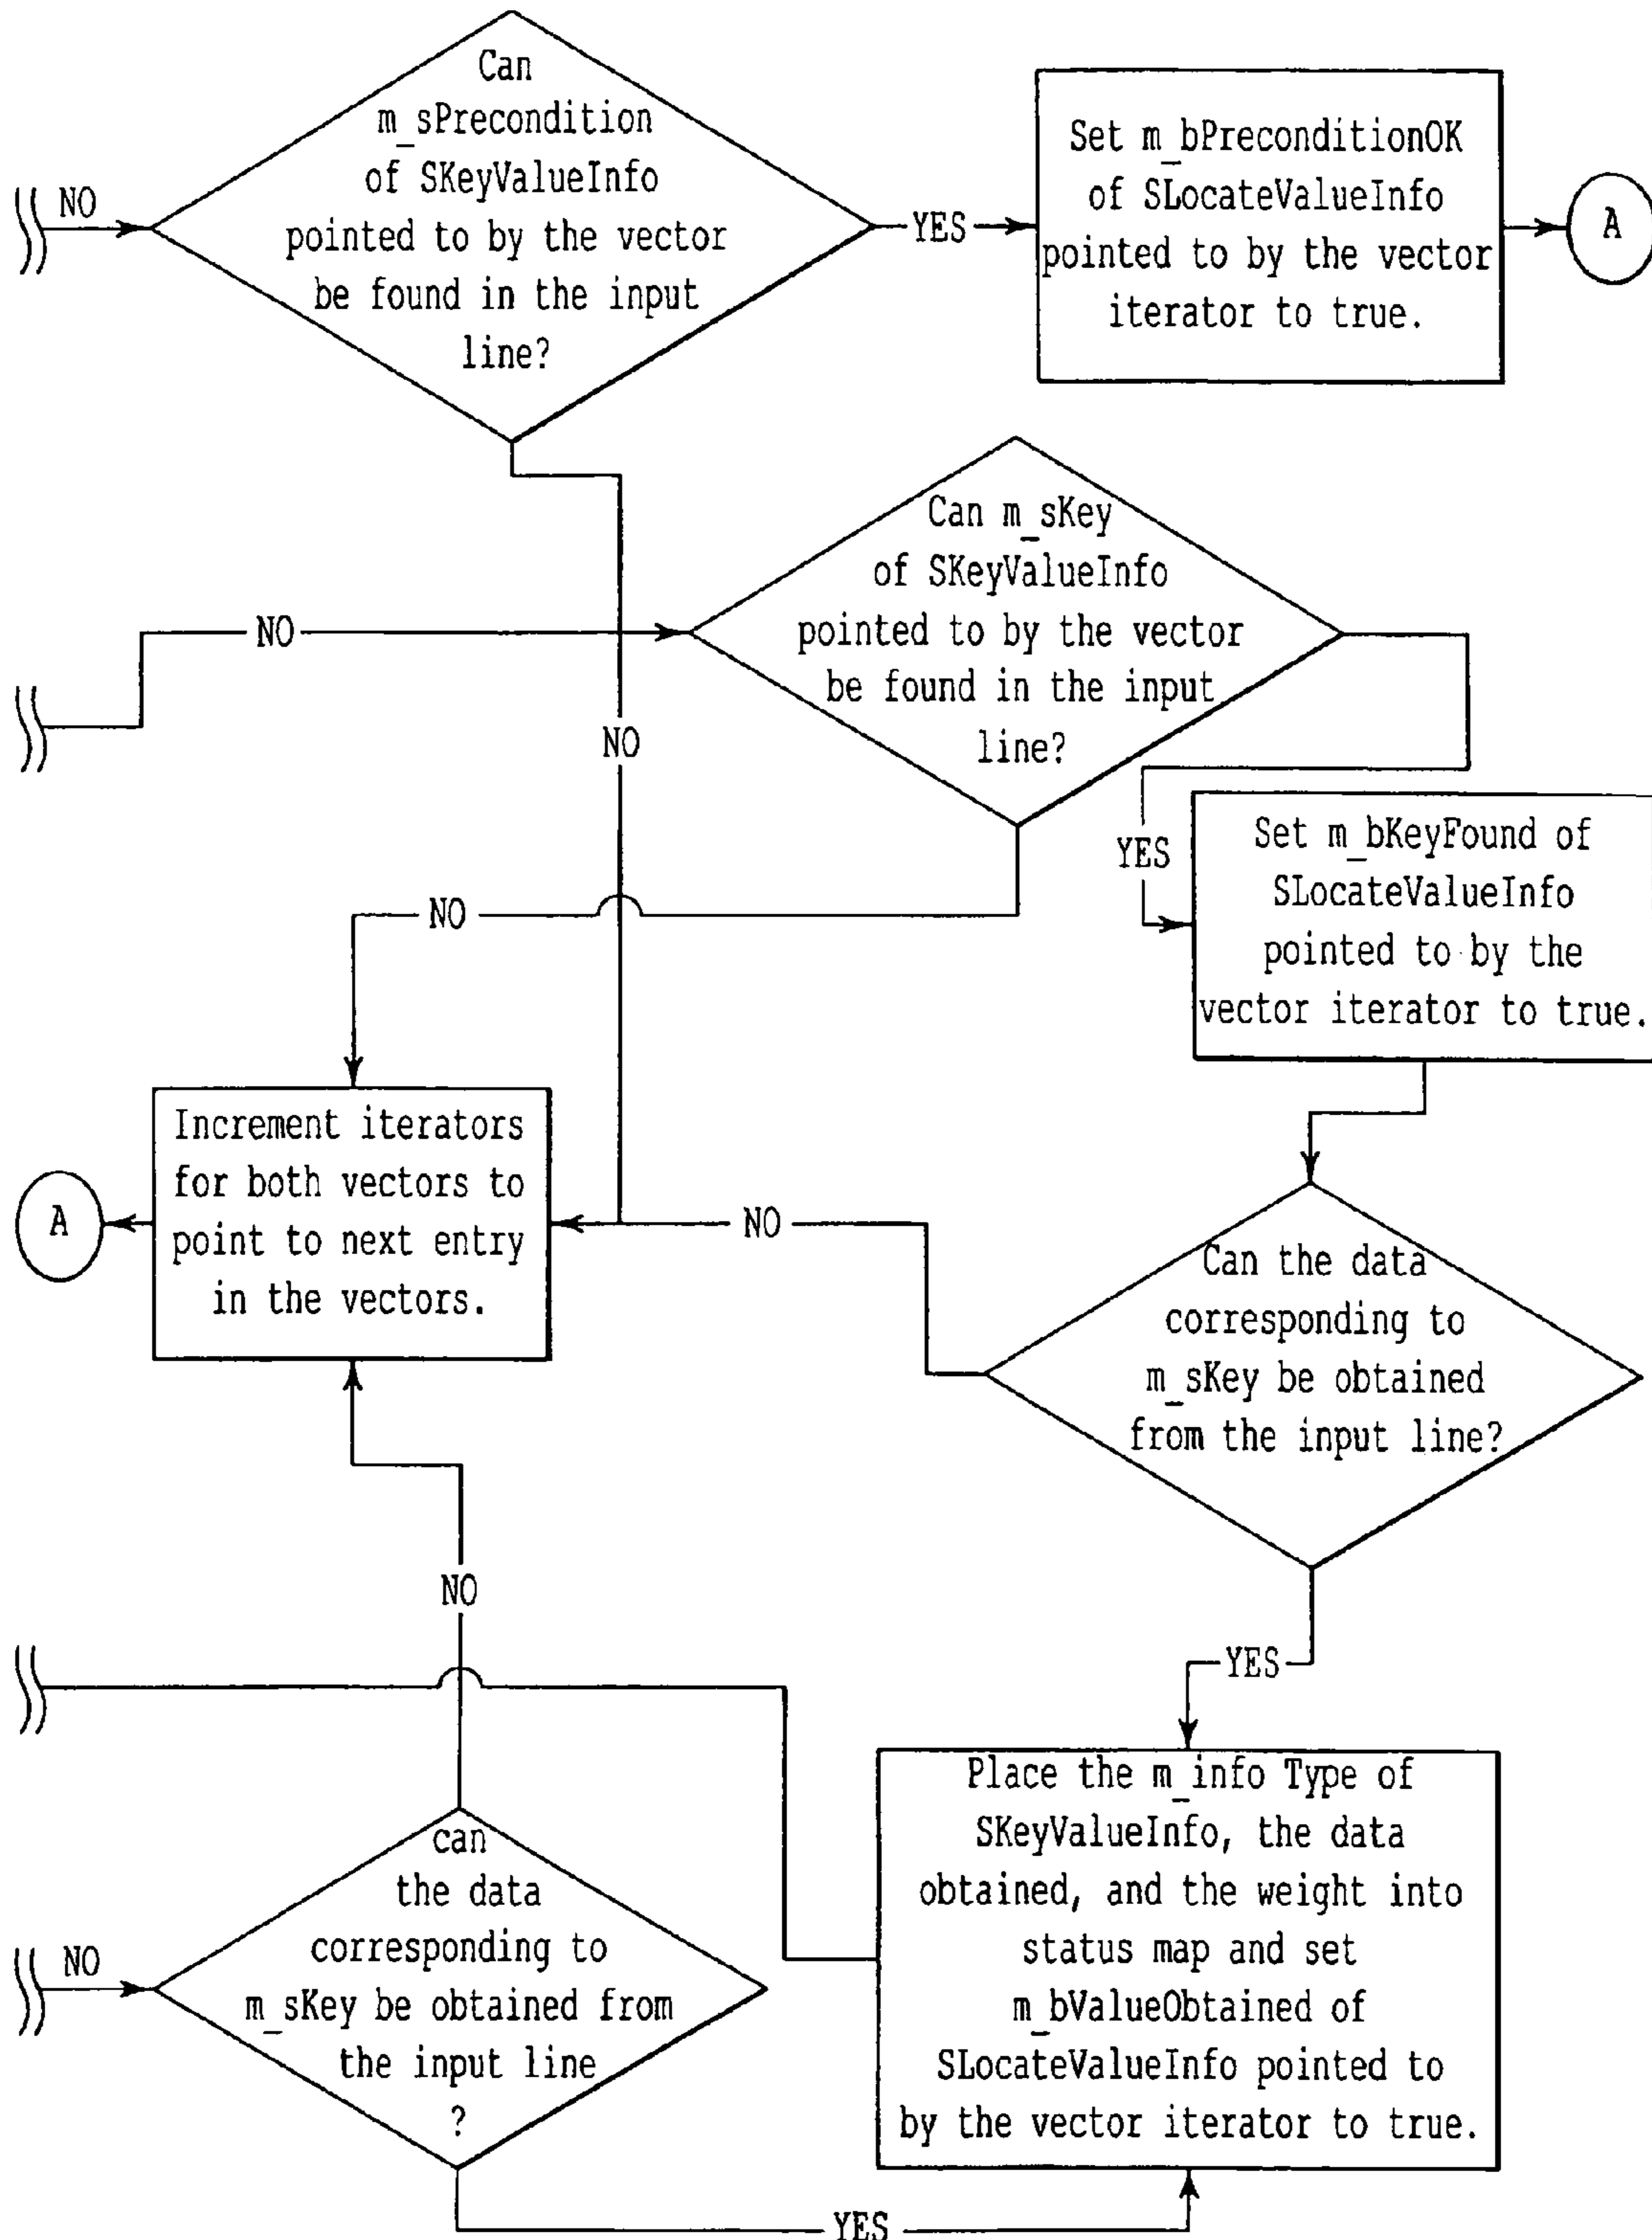 Can
m_sPrecondition
of SKeyValueInfo
pointed to by the vector
be found in the input
line?
NO
YES
Set m_bPreconditionOK
of SLocateValueInfo
pointed to by the vector
iterator to true.
A
Can m_sKey
of SKeyValueInfo
pointed to by the vector
be found in the input
line?
NO
NO
YES
Set m_bKeyFound of
SLocateValueInfo
pointed to by the
vector iterator to true.
NO
Increment iterators
for both vectors to
point to next entry
in the vectors.
A
NO
Can the data
corresponding to
m_sKey be obtained
from the input line?
NO
YES
Place the m_info Type of
SKeyValueInfo, the data
obtained, and the weight into
status map and set
m_bValueObtained of
SLocateValueInfo pointed to
by the vector iterator to true.
can
the data
corresponding to
m_sKey be obtained from
the input line
?
NO
YES